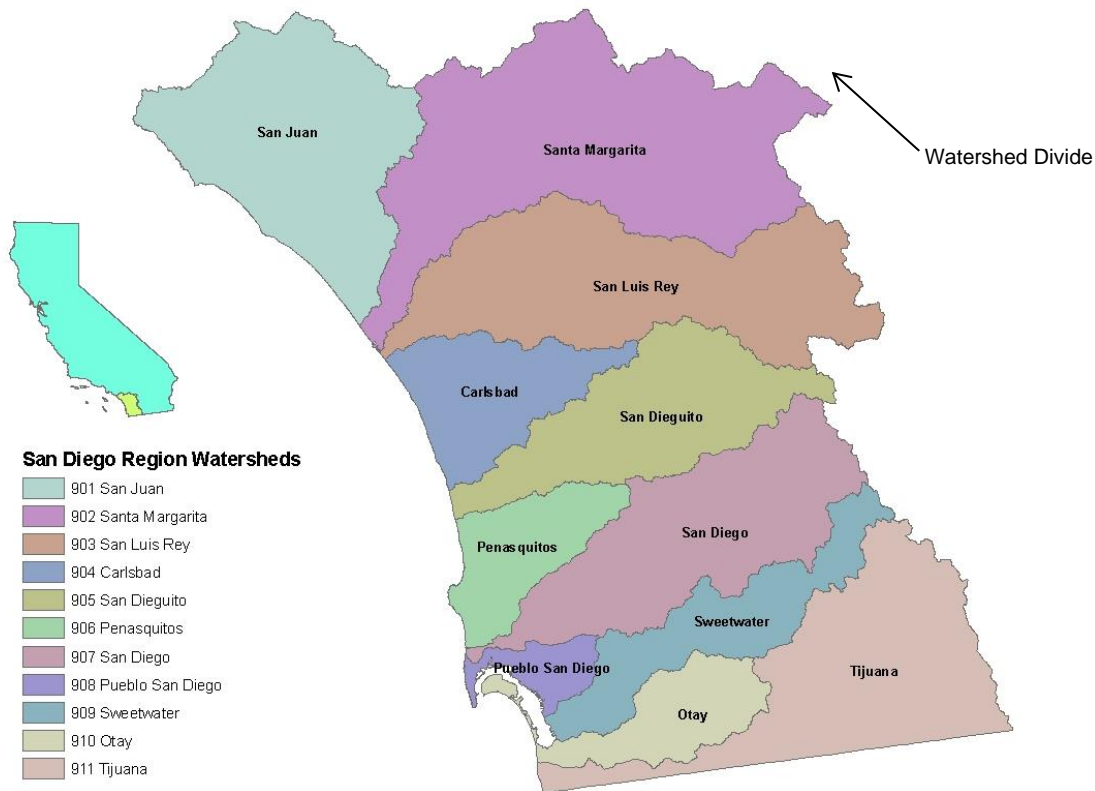 San Juan
Santa Margarita
Watershed Divide
San Luis Rey
Carlsbad
San Dieguito
Penasquitos
San Diego
Sweetwater
Pueblo San Diego
Tijuana
Otay
San Diego Region Watersheds
901 San Juan
902 Santa Margarita
903 San Luis Rey
904 Carlsbad
905 San Dieguito
906 Penasquitos
907 San Diego
908 Pueblo San Diego
909 Sweetwater
910 Otay
911 Tijuana